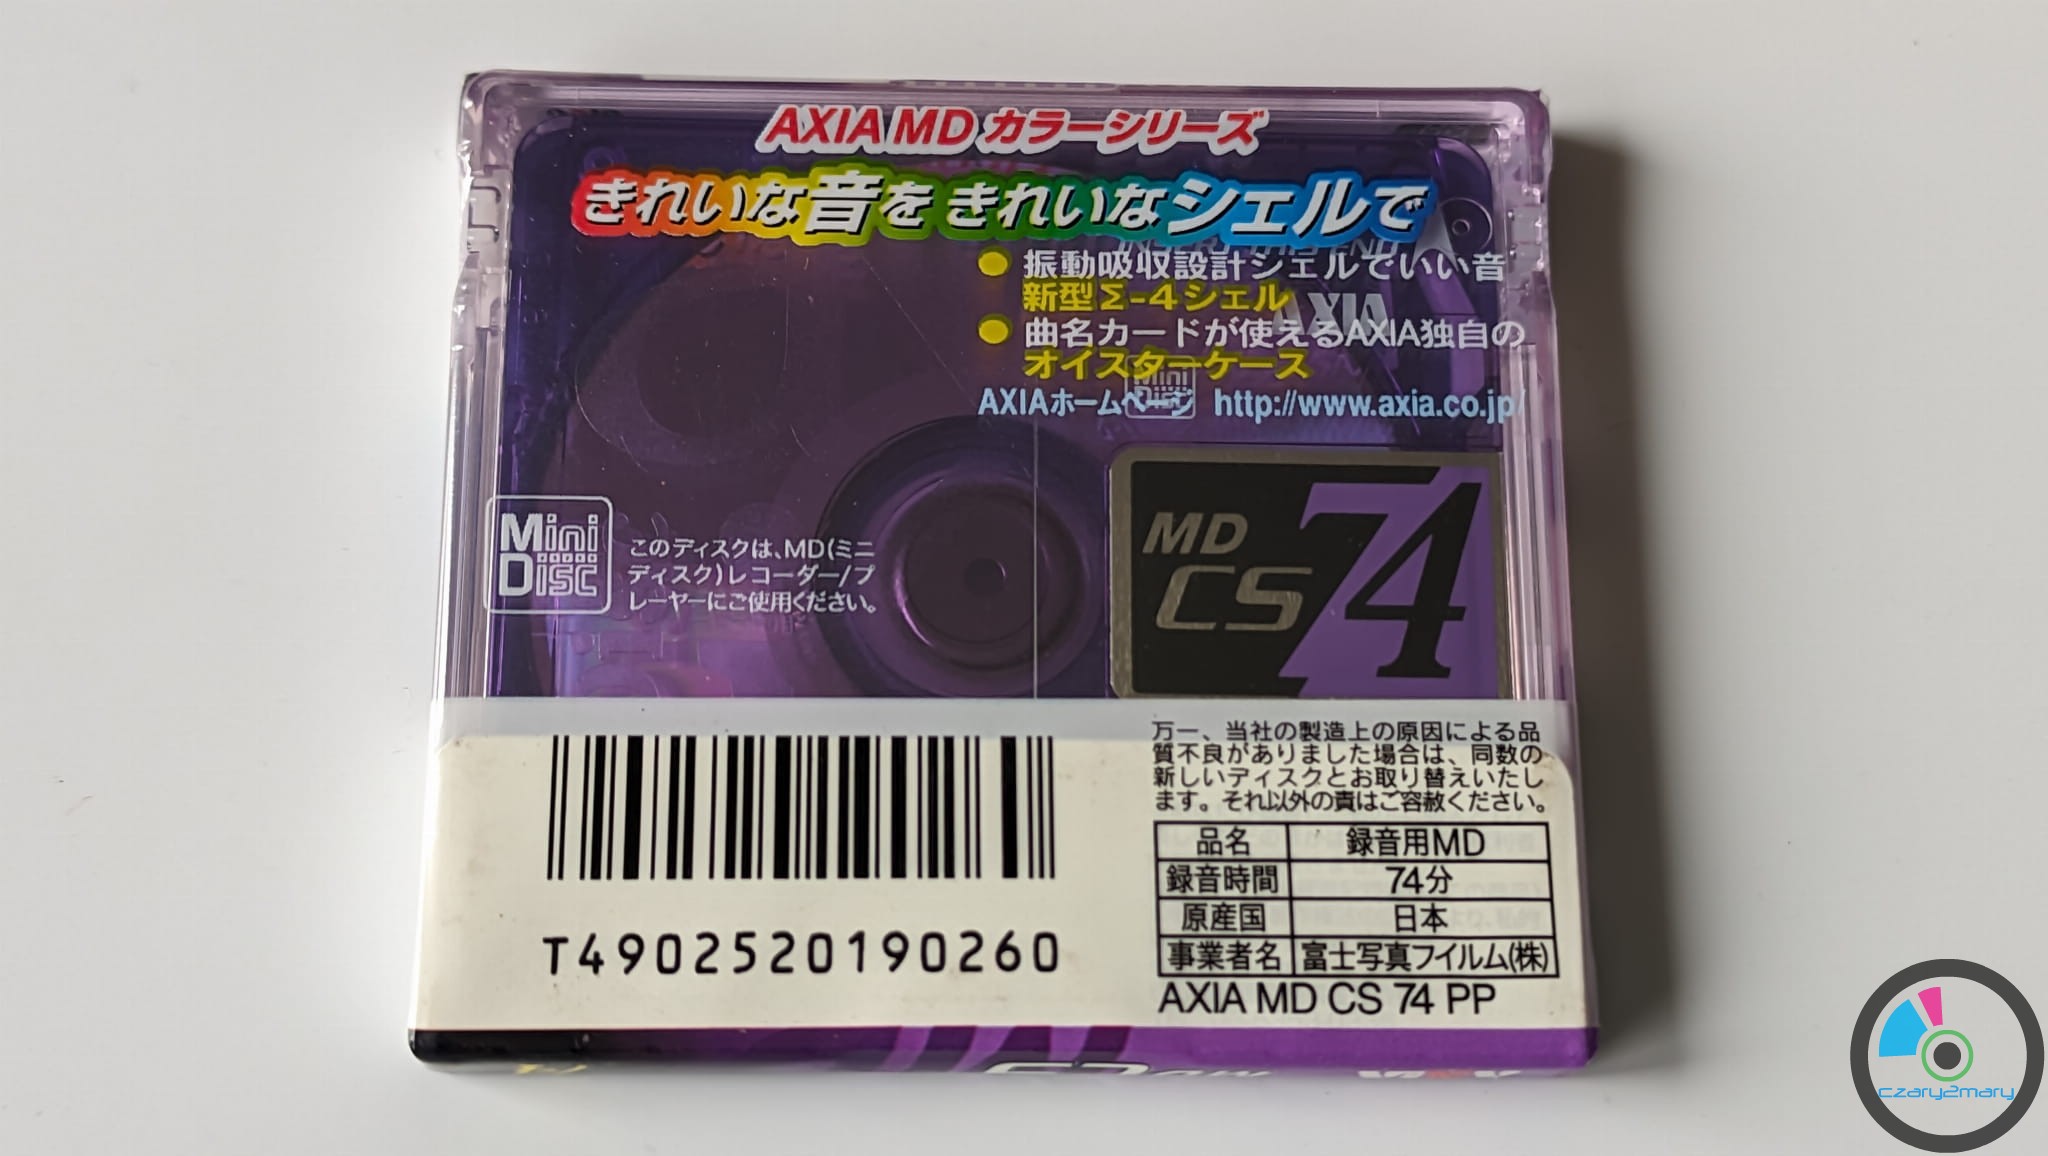 AXIA MD カラーシリーズ
きれいな音をきれいなシェルで
INSERT THIS END
● 振動吸収設計シェルでいい音
新型Σ-4シェル
AXIA
● 曲名カードが使えるAXIA独自の
オイスターケース
Mini Disc
AXIAホームページ http://www.axia.co.jp/
MD CS 74
Mini Disc
このディスクは、MD(ミニ
ディスク)レコーダー/プ
レーヤーにご使用ください。
万一、当社の製造上の原因による品
質不良がありました場合は、同数の
新しいディスクとお取り替えいたし
ます。それ以外の責はご容赦ください。
品名 録音用MD
録音時間 74分
原産国 日本
事業者名 富士写真フイルム(株)
AXIA MD CS 74 PP
T4902520190260
czary2mary